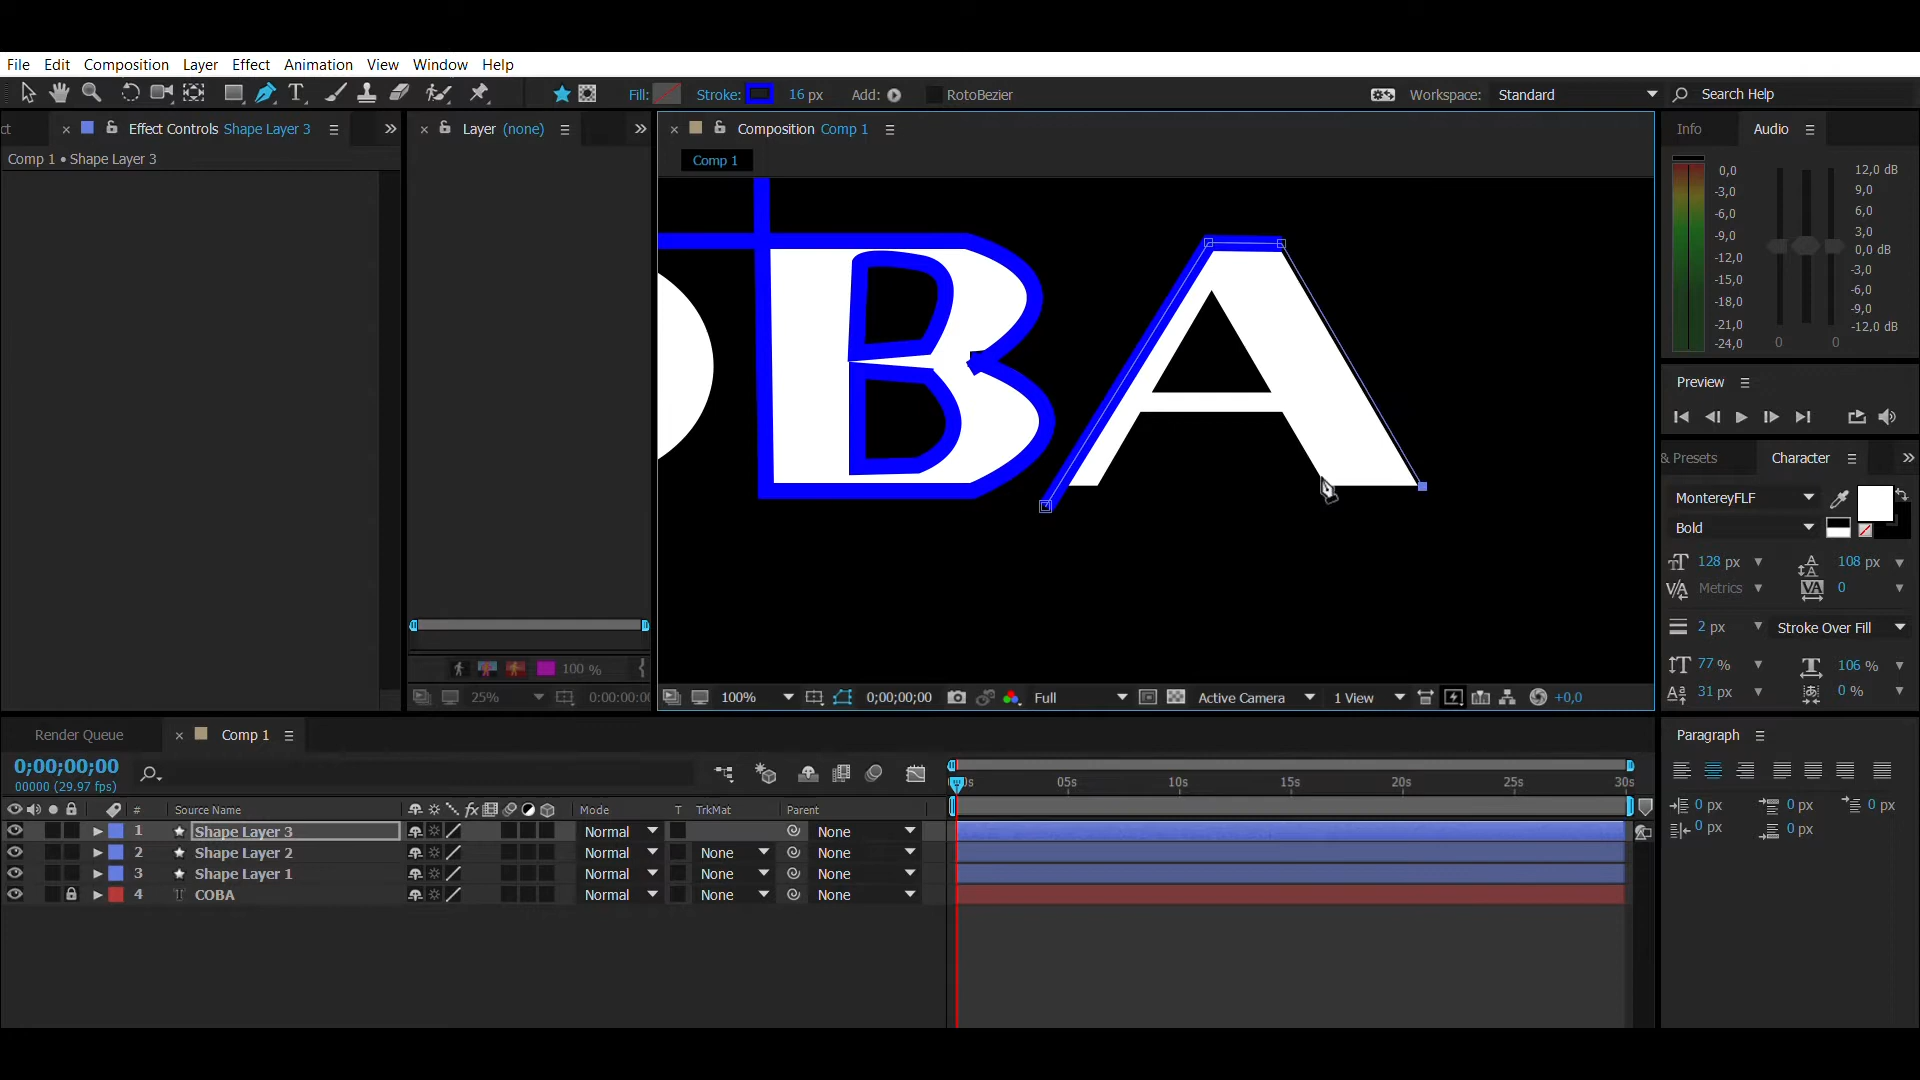 File Edit Composition Layer Effect Animation View Window Help
Fill: Stroke: 16 px Add: RotoBezier Workspace: Standard Search Help
ct Effect Controls Shape Layer 3 Layer (none) Composition Comp 1 Info Audio
Comp 1 • Shape Layer 3 Comp 1
0,0 12,0 dB
-3,0 9,0
-6,0 6,0
-9,0 3,0
-12,0 0,0 dB
-15,0 -3,0
-18,0 -6,0
-21,0 -9,0
-24,0 -12,0 dB
0 0
BA
Preview
& Presets Character
MontereyFLF
Bold
128 px 108 px
Metrics 0
2 px Stroke Over Fill
77 % 106 %
31 px 0 %
100 %
25% 0:00:00:00
100% 0;00;00;00 Full Active Camera 1 View +0,0
Render Queue Comp 1 Paragraph
0;00;00;00
00000 (29.97 fps)
05s 10s 15s 20s 25s 30s
# Source Name Mode T TrkMat Parent
1 Shape Layer 3 Normal None
2 Shape Layer 2 Normal None None
3 Shape Layer 1 Normal None None
4 COBA Normal None None
0 px 0 px 0 px
0 px 0 px